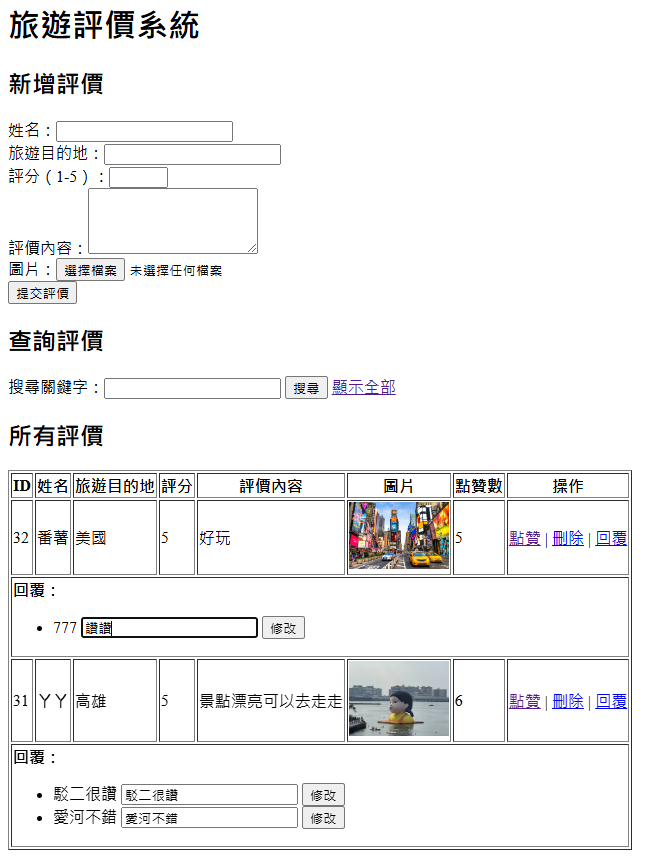 旅遊評價系統
新增評價
姓名：
旅遊目的地：
評分（1-5）：
評價內容：
圖片：選擇檔案 未選擇任何檔案
提交評價
查詢評價
搜尋關鍵字： 搜尋 顯示全部
所有評價
ID 姓名 旅遊目的地 評分 評價內容 圖片 點贊數 操作
32 番薯 美國 5 好玩 5 點贊 | 刪除 | 回覆
回覆：
• 777 讚讚 修改
31 ㄚㄚ 高雄 5 景點漂亮可以去走走 6 點贊 | 刪除 | 回覆
回覆：
• 駁二很讚 駁二很讚 修改
• 愛河不錯 愛河不錯 修改